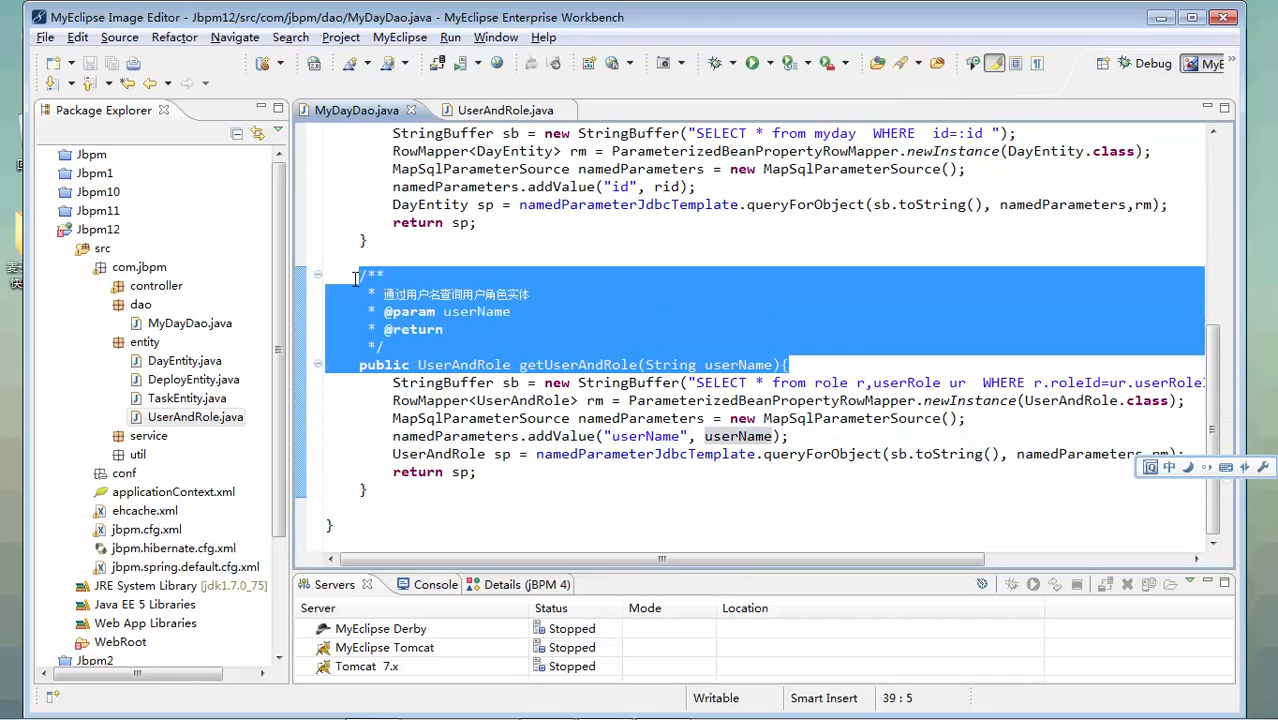 MyEclipse Image Editor - Jbpm12/src/com/jbpm/dao/MyDayDao.java - MyEclipse Enterprise Workbench
File Edit Source Refactor Navigate Search Project MyEclipse Run Window Help
Debug MyE
Package Explorer
Jbpm
Jbpm1
Jbpm10
Jbpm11
Jbpm12
src
com.jbpm
controller
dao
MyDayDao.java
entity
DayEntity.java
DeployEntity.java
TaskEntity.java
UserAndRole.java
service
util
conf
applicationContext.xml
ehcache.xml
jbpm.cfg.xml
jbpm.hibernate.cfg.xml
jbpm.spring.default.cfg.xml
JRE System Library [jdk1.7.0_75]
Java EE 5 Libraries
Web App Libraries
WebRoot
Jbpm2
MyDayDao.java UserAndRole.java
StringBuffer sb = new StringBuffer("SELECT * from myday  WHERE  id=:id ");
RowMapper<DayEntity> rm = ParameterizedBeanPropertyRowMapper.newInstance(DayEntity.class);
MapSqlParameterSource namedParameters = new MapSqlParameterSource();
namedParameters.addValue("id", rid);
DayEntity sp = namedParameterJdbcTemplate.queryForObject(sb.toString(), namedParameters,rm);
return sp;
}
/**
* 通过用户名查询用户角色实体
* @param userName
* @return
*/
public UserAndRole getUserAndRole(String userName){
StringBuffer sb = new StringBuffer("SELECT * from role r,userRole ur  WHERE r.roleId=ur.userRoleI
RowMapper<UserAndRole> rm = ParameterizedBeanPropertyRowMapper.newInstance(UserAndRole.class);
MapSqlParameterSource namedParameters = new MapSqlParameterSource();
namedParameters.addValue("userName", userName);
UserAndRole sp = namedParameterJdbcTemplate.queryForObject(sb.toString(), namedParameters,rm);
return sp;
}
}
中
Servers Console Details (jBPM 4)
Server Status Mode Location
MyEclipse Derby Stopped
MyEclipse Tomcat Stopped
Tomcat 7.x Stopped
Writable Smart Insert 39 : 5